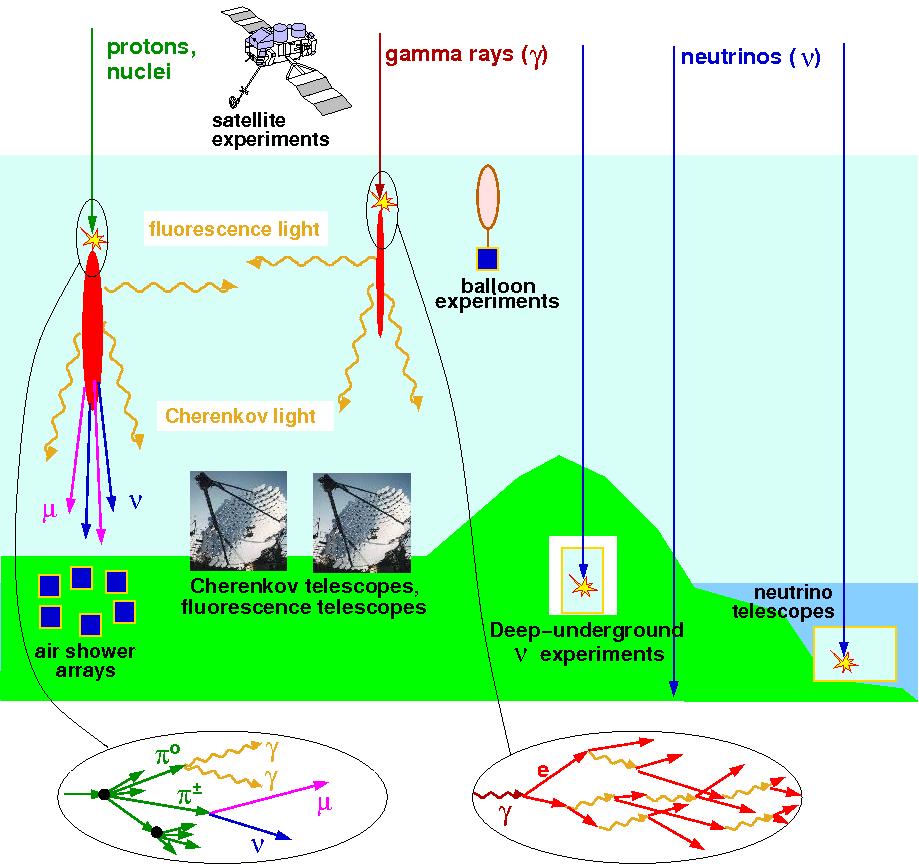 protons,
nuclei
satellite
experiments
gamma rays (γ)
neutrinos ( ν)
fluorescence light
balloon
experiments
Cherenkov light
μ
ν
Cherenkov telescopes,
fluorescence telescopes
air shower
arrays
Deep-underground
ν experiments
neutrino
telescopes
π⁰
γ
γ
π±
μ
ν
e
γ